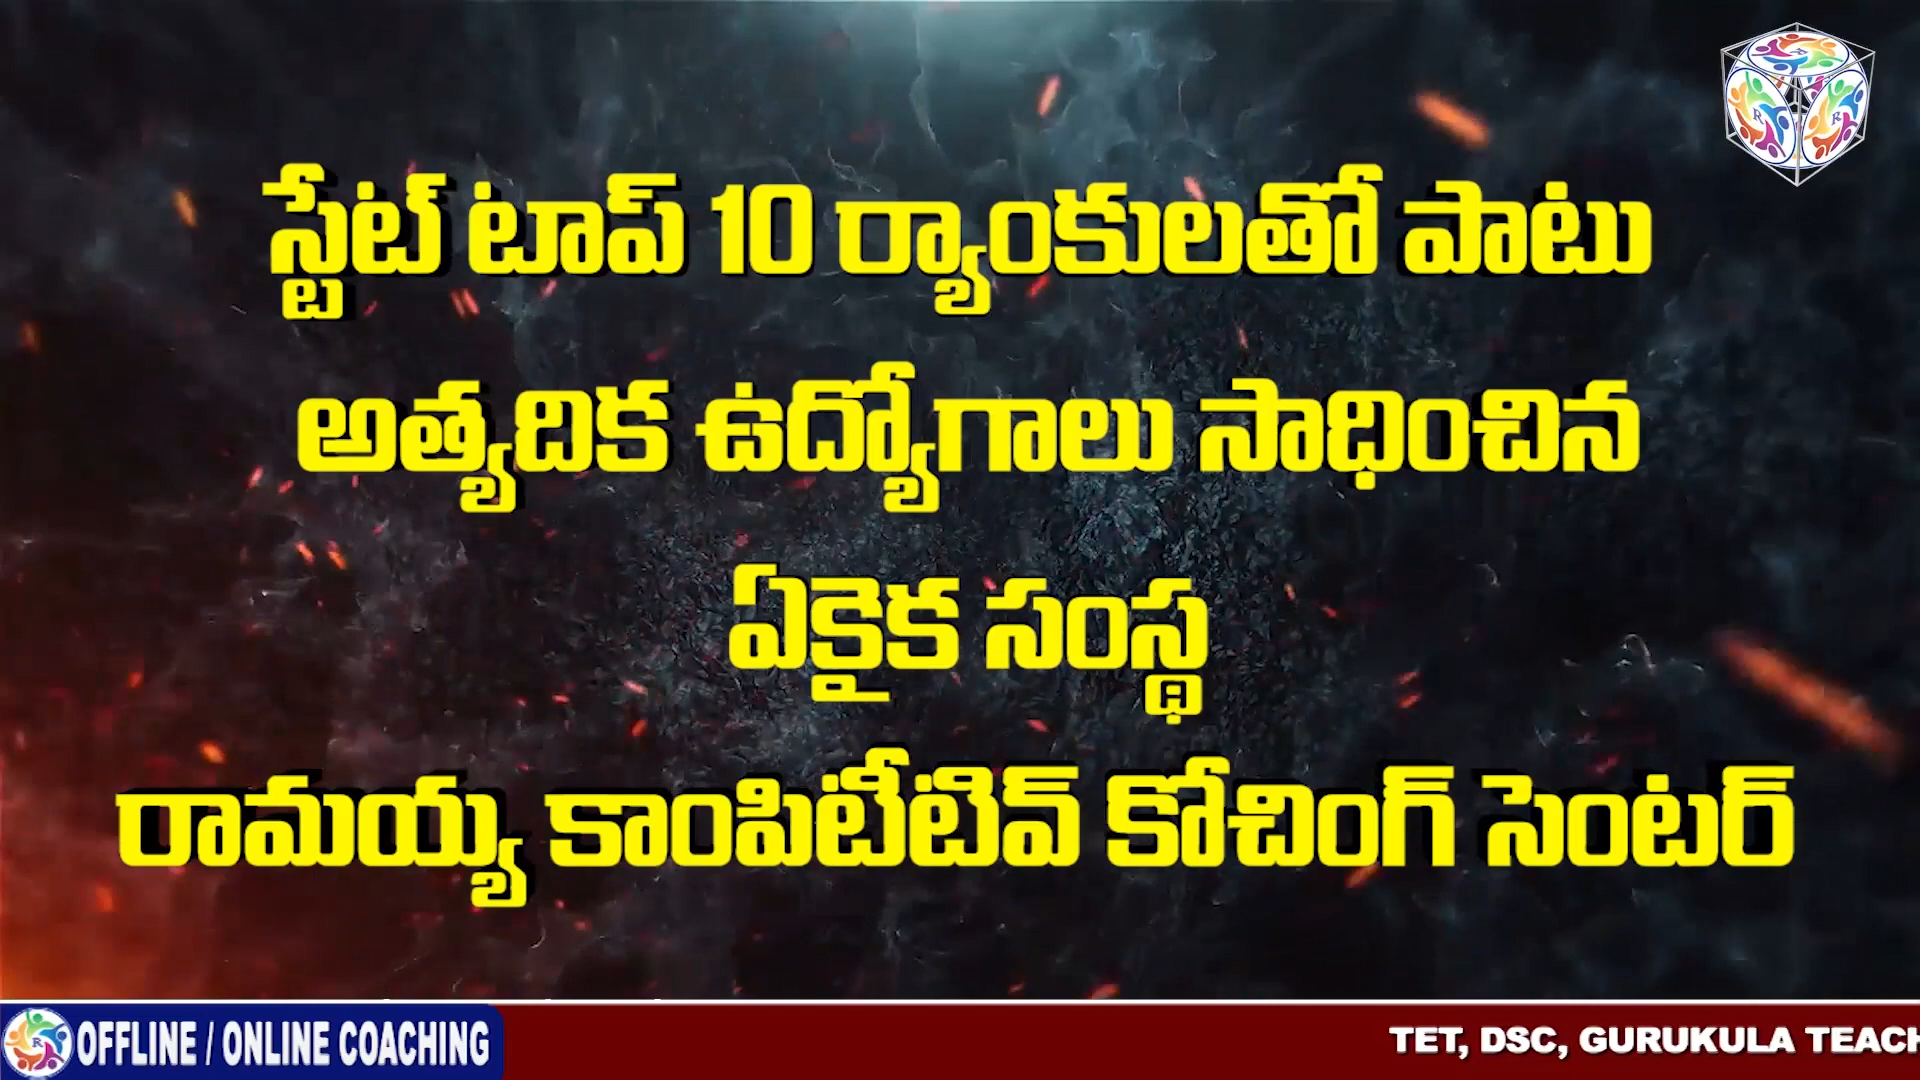 స్టేట్ టాప్ 10 ర్యాంకులతో పాటు
అత్యదిక ఉద్యోగాలు సాధించిన
ఏకైక సంస్థ
రామయ్య కాంపిటీటివ్ కోచింగ్ సెంటర్
OFFLINE / ONLINE COACHING
TET, DSC, GURUKULA TEACH